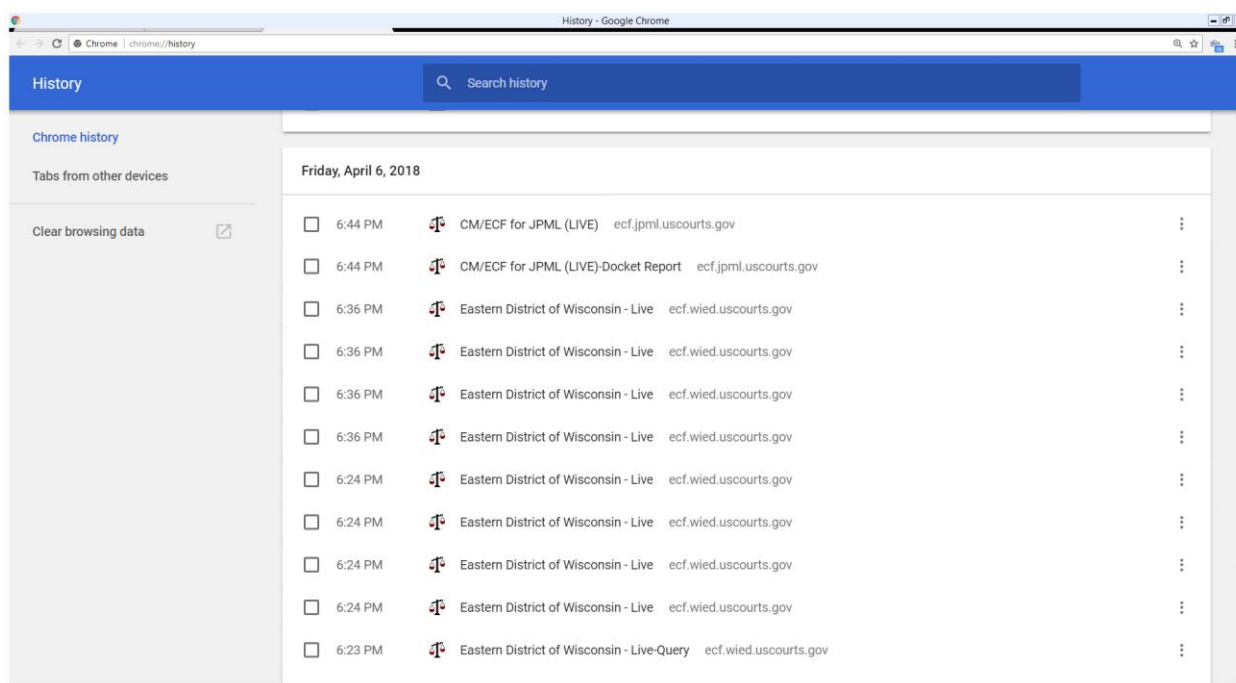 History - Google Chrome
Chrome | chrome://history
History
Search history
Chrome history
Tabs from other devices
Clear browsing data
Friday, April 6, 2018
6:44 PM CM/ECF for JPML (LIVE) ecf.jpml.uscourts.gov
6:44 PM CM/ECF for JPML (LIVE)-Docket Report ecf.jpml.uscourts.gov
6:36 PM Eastern District of Wisconsin - Live ecf.wied.uscourts.gov
6:36 PM Eastern District of Wisconsin - Live ecf.wied.uscourts.gov
6:36 PM Eastern District of Wisconsin - Live ecf.wied.uscourts.gov
6:36 PM Eastern District of Wisconsin - Live ecf.wied.uscourts.gov
6:24 PM Eastern District of Wisconsin - Live ecf.wied.uscourts.gov
6:24 PM Eastern District of Wisconsin - Live ecf.wied.uscourts.gov
6:24 PM Eastern District of Wisconsin - Live ecf.wied.uscourts.gov
6:24 PM Eastern District of Wisconsin - Live ecf.wied.uscourts.gov
6:23 PM Eastern District of Wisconsin - Live-Query ecf.wied.uscourts.gov